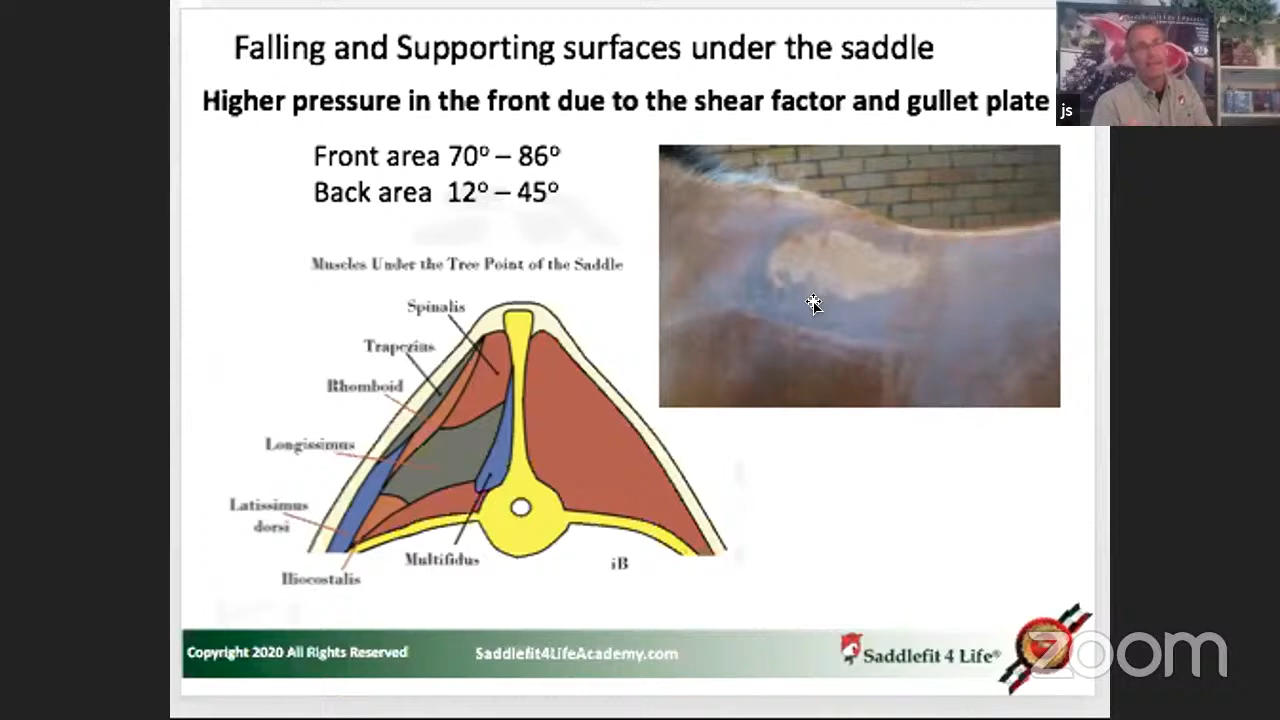 Falling and Supporting surfaces under the saddle
Higher pressure in the front due to the shear factor and gullet plate
js
Front area 70º – 86º
Back area 12º – 45º
Muscles Under the Tree Point of the Saddle
Spinalis
Trapezius
Rhomboid
Longissimus
Latissimus
dorsi
Multifidus
Iliocostalis
iB
Copyright 2020 All Rights Reserved
Saddlefit4LifeAcademy.com
Saddlefit 4 Life®
zoom